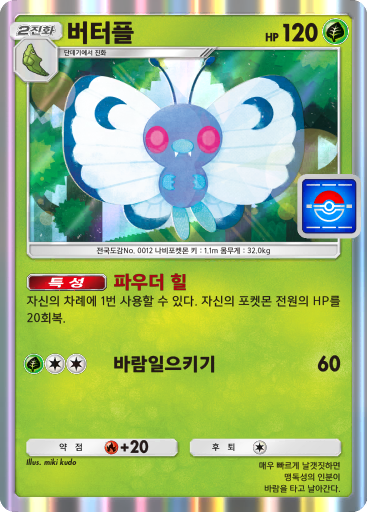 2진화 버터플 HP 120
단데기에서 진화
전국도감No. 0012 나비포켓몬 키 : 1.1m 몸무게 : 32.0kg
특성 파우더 힐
자신의 차례에 1번 사용할 수 있다. 자신의 포켓몬 전원의 HP를
20회복.
바람일으키기 60
약점 +20 후퇴
Illus. miki kudo
매우 빠르게 날갯짓하면
맹독성의 인분이
바람을 타고 날아간다.